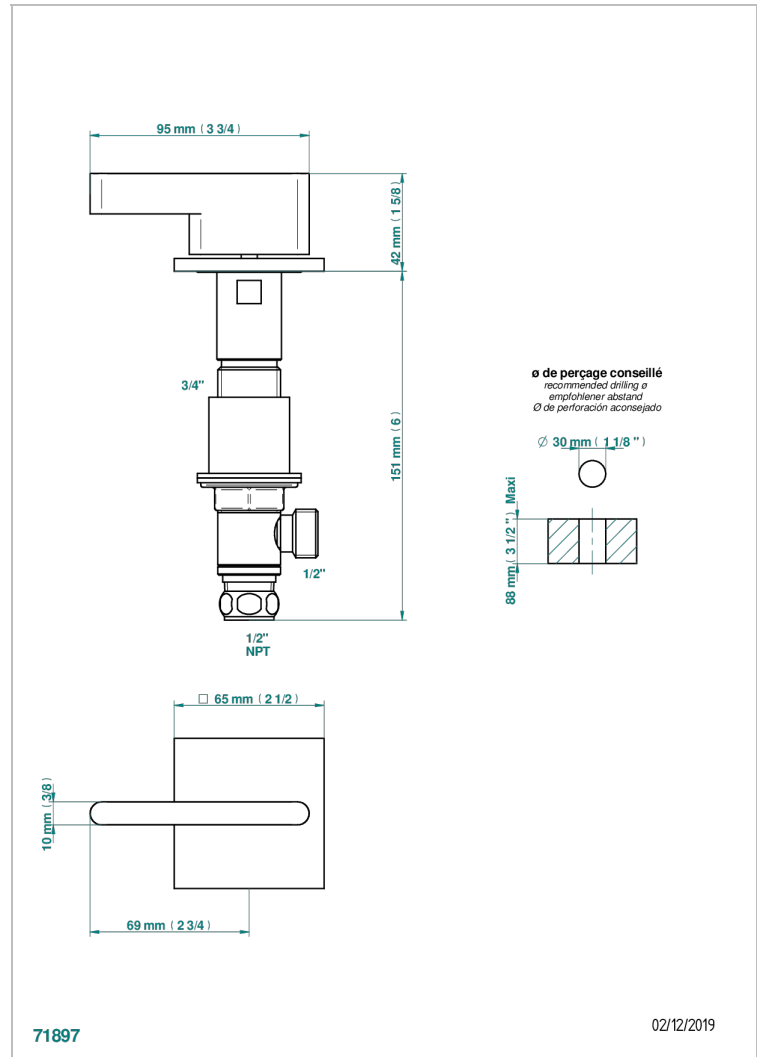 95 mm ( 3 3/4 )
42 mm ( 1 5/8 )
3/4"
151 mm ( 6 )
1/2"
1/2"
NPT
ø de perçage conseillé
recommended drilling ø
empfohlener abstand
Ø de perforación aconsejado
∅ 30 mm ( 1 1/8 " )
88 mm ( 3 1/2 " ) Maxi
□ 65 mm ( 2 1/2 )
10 mm ( 3/8 )
69 mm ( 2 3/4 )
71897
02/12/2019